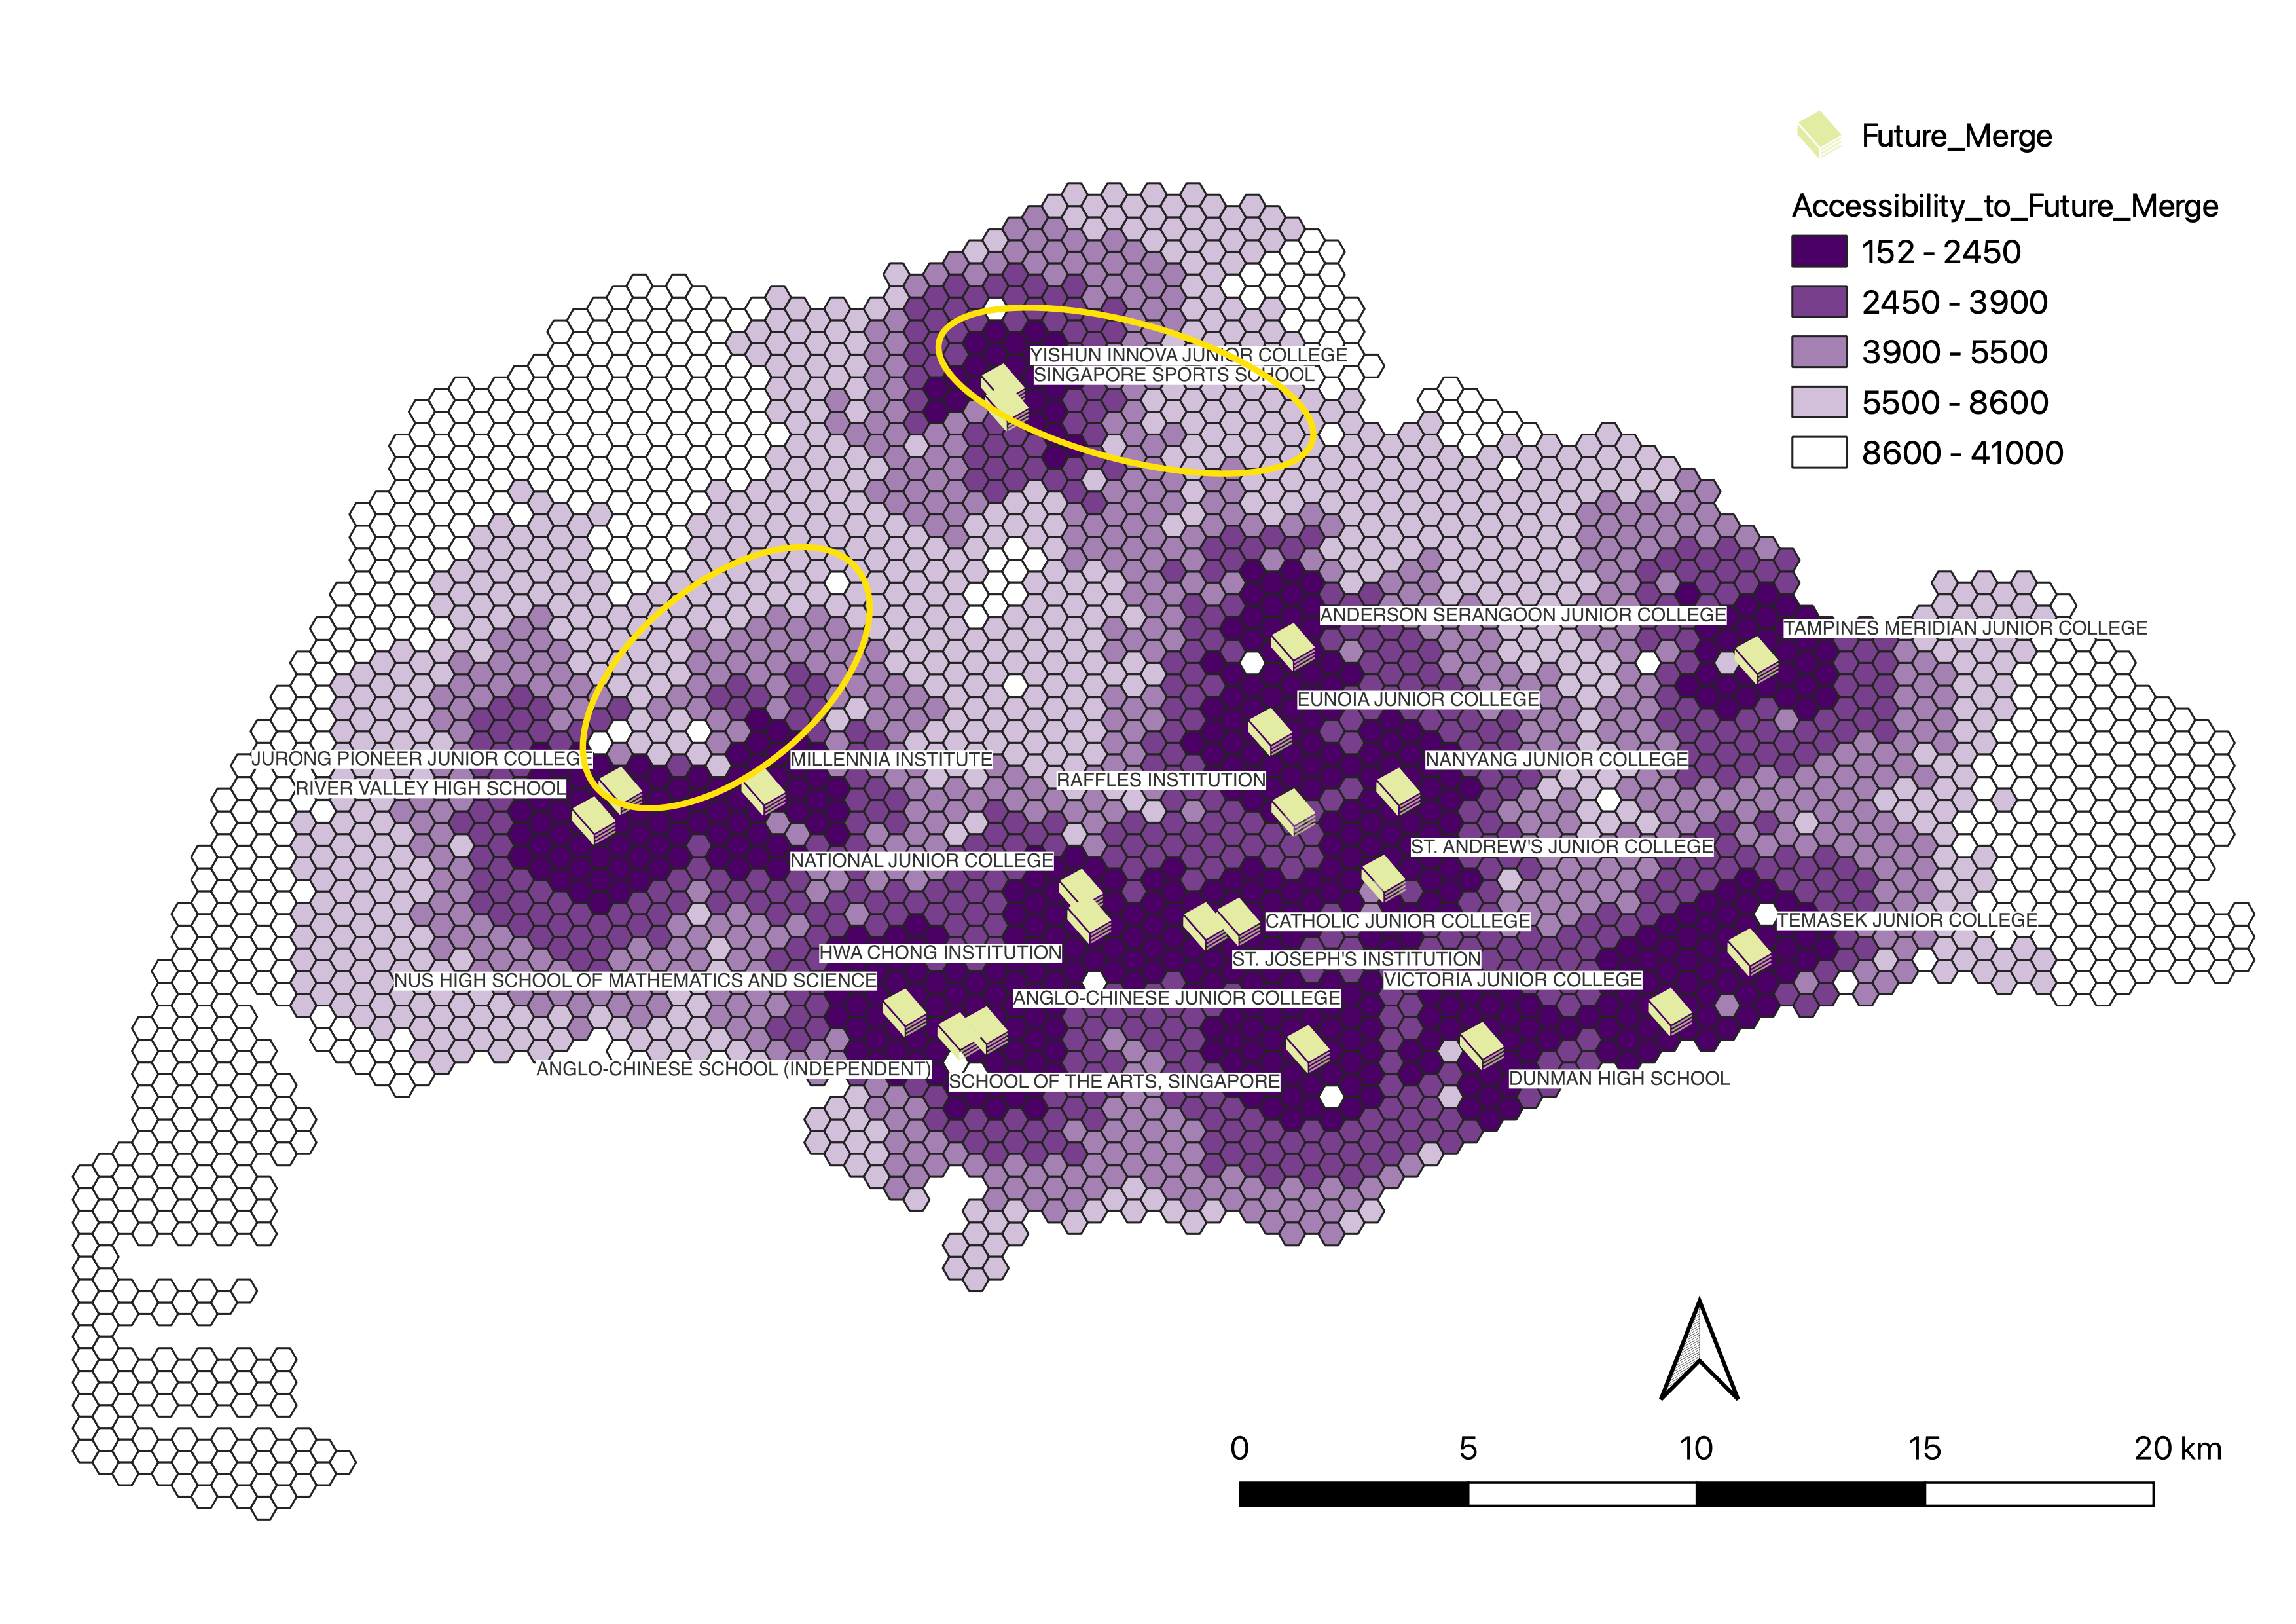 Future_Merge
Accessibility_to_Future_Merge
152 - 2450
2450 - 3900
3900 - 5500
5500 - 8600
8600 - 41000
YISHUN INNOVA JUNIOR COLLEGE
SINGAPORE SPORTS SCHOOL
ANDERSON SERANGOON JUNIOR COLLEGE
TAMPINES MERIDIAN JUNIOR COLLEGE
EUNOIA JUNIOR COLLEGE
JURONG PIONEER JUNIOR COLLEGE
MILLENNIA INSTITUTE
NANYANG JUNIOR COLLEGE
RAFFLES INSTITUTION
RIVER VALLEY HIGH SCHOOL
ST. ANDREW'S JUNIOR COLLEGE
NATIONAL JUNIOR COLLEGE
CATHOLIC JUNIOR COLLEGE
TEMASEK JUNIOR COLLEGE
HWA CHONG INSTITUTION
ST. JOSEPH'S INSTITUTION
NUS HIGH SCHOOL OF MATHEMATICS AND SCIENCE
VICTORIA JUNIOR COLLEGE
ANGLO-CHINESE JUNIOR COLLEGE
ANGLO-CHINESE SCHOOL (INDEPENDENT)
SCHOOL OF THE ARTS, SINGAPORE
DUNMAN HIGH SCHOOL
0 5 10 15 20 km